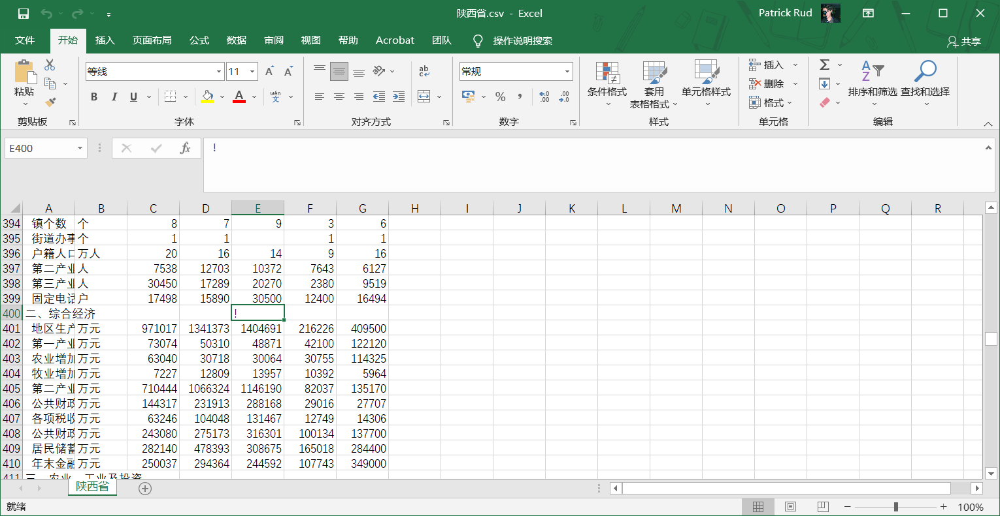 陕西省.csv - Excel
Patrick Rud
文件 开始 插入 页面布局 公式 数据 审阅 视图 帮助 Acrobat 团队 操作说明搜索 共享
粘贴
剪贴板
等线 11
B I U A wén 文
字体
ab c
对齐方式
常规
% , .0 .00 .00 .0
数字
条件格式 套用 表格格式 单元格样式
样式
插入
删除
格式
单元格
Σ A Z 排序和筛选 查找和选择
编辑
E400 fx !
A B C D E F G H I J K L M N O P Q R
394 镇个数 个 8 7 9 3 6
395 街道办事 个 1 1 1 1
396 户籍人口 万人 20 16 14 9 16
397 第二产业 人 7538 12703 10372 7643 6127
398 第三产业 人 30450 17289 20270 2380 9519
399 固定电话 户 17498 15890 30500 12400 16494
400 二、综合经济 !
401 地区生产 万元 971017 1341373 1404691 216226 409500
402 第一产业 万元 73074 50310 48871 42100 122120
403 农业增加 万元 63040 30718 30064 30755 114325
404 牧业增加 万元 7227 12809 13957 10392 5964
405 第二产业 万元 710444 1066324 1146190 82037 135170
406 公共财政 万元 144317 231913 288168 29016 27707
407 各项税收 万元 63246 104048 131467 12749 14306
408 公共财政 万元 243080 275173 316301 100134 137700
409 居民储蓄 万元 282140 478393 308675 165018 284400
410 年末金融 万元 250037 294364 244592 107743 349000
411 三、农业、工业及投资
陕西省
就绪
100%